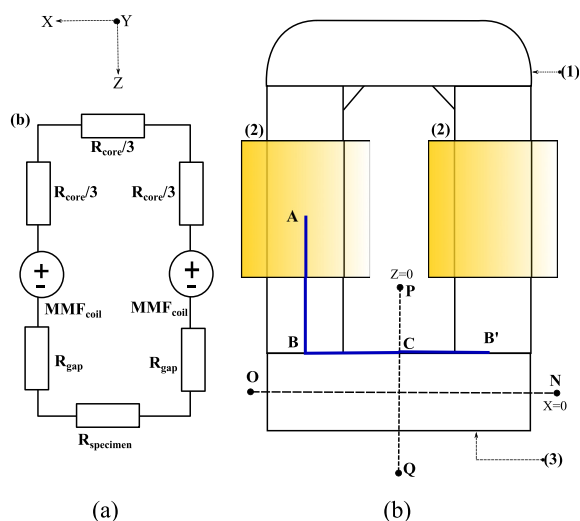 X Y
Z
(b)
R_core/3
R_core/3 R_core/3
+ - + -
MMF_coil MMF_coil
R_gap R_gap
R_specimen
(a)
(1)
(2) (2)
A
Z=0
P
B C B'
O N
X=0
Q
(3)
(b)